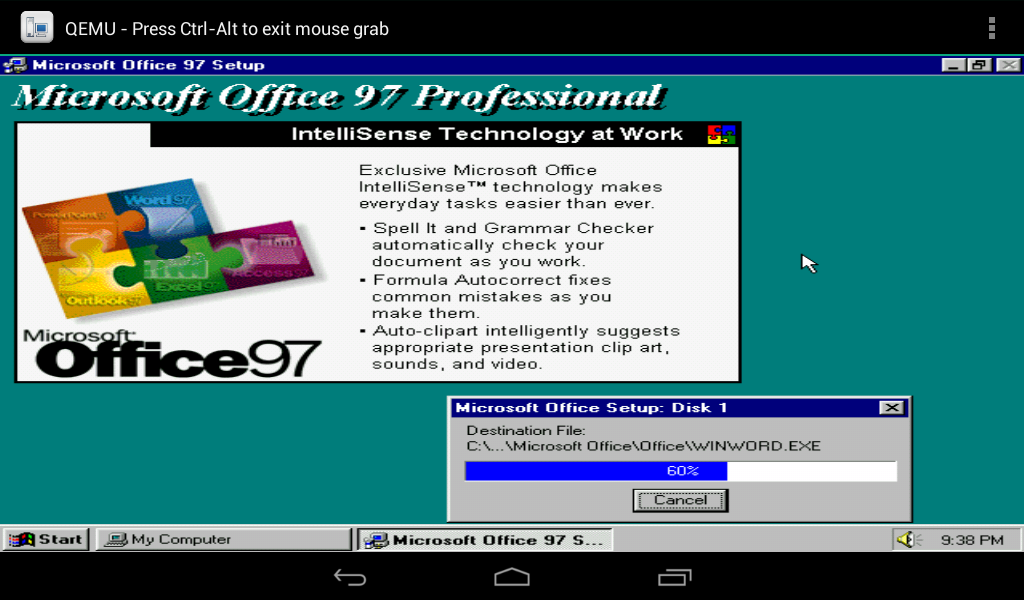 QEMU - Press Ctrl-Alt to exit mouse grab
Microsoft Office 97 Setup
Microsoft Office 97 Professional
IntelliSense Technology at Work
Exclusive Microsoft Office
IntelliSense™ technology makes
everyday tasks easier than ever.
▪ Spell It and Grammar Checker
automatically check your
document as you work.
▪ Formula Autocorrect fixes
common mistakes as you
make them.
▪ Auto-clipart intelligently suggests
appropriate presentation clip art,
sounds, and video.
PowerPoint 97
Word 97
Outlook 97
Excel 97
Access 97
Microsoft
Office 97
Microsoft Office Setup: Disk 1
Destination File:
C:\...\Microsoft Office\Office\WINWORD.EXE
60%
Cancel
Start
My Computer
Microsoft Office 97 S...
9:38 PM